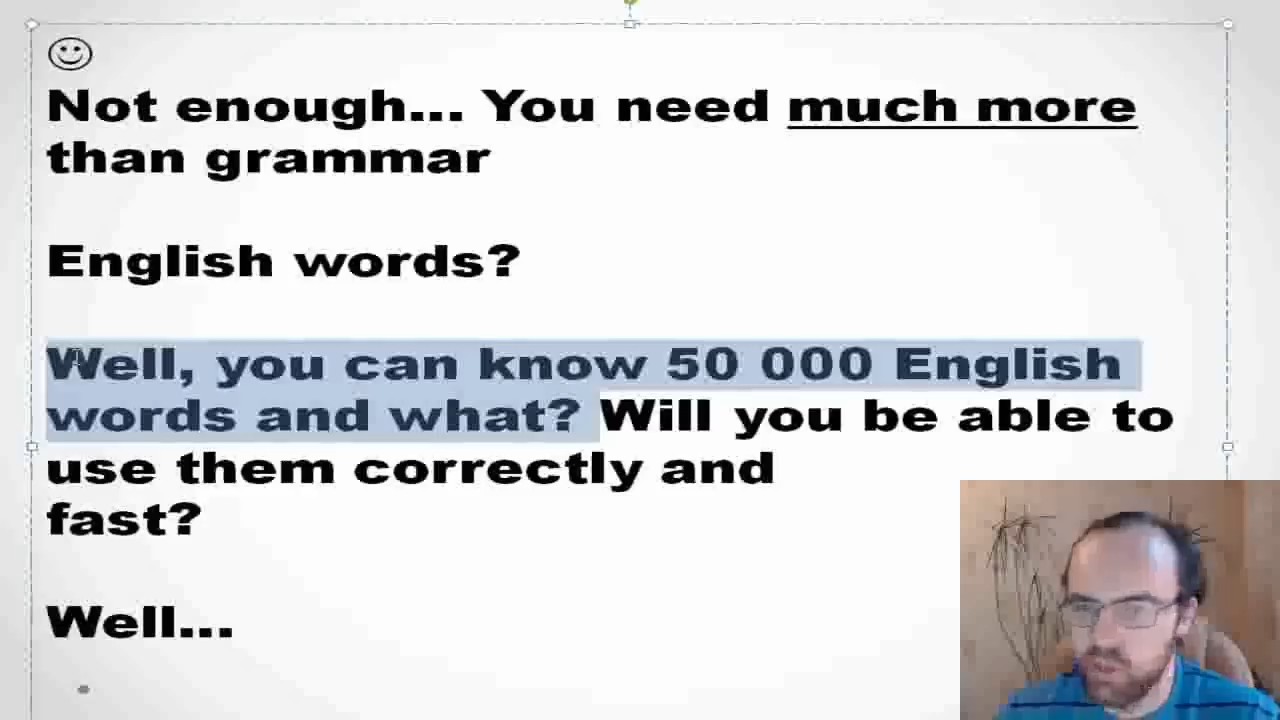 Not enough... You need much more
than grammar
English words?
Well, you can know 50 000 English
words and what? Will you be able to
use them correctly and
fast?
Well...